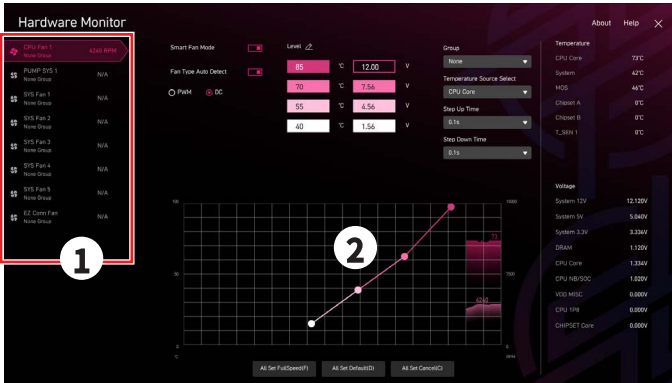 Hardware Monitor
About Help
CPU Fan 1
None Group
4240 RPM
PUMP SYS 1
None Group
N/A
SYS Fan 1
None Group
N/A
SYS Fan 2
None Group
N/A
SYS Fan 3
None Group
N/A
SYS Fan 4
None Group
N/A
SYS Fan 5
None Group
N/A
EZ Conn Fan
None Group
N/A
1
Smart Fan Mode
Fan Type Auto Detect
PWM DC
Level
85 ℃ 12.00 V
70 ℃ 7.56 V
55 ℃ 4.56 V
40 ℃ 1.56 V
Group
None
Temperature Source Select
CPU Core
Step Up Time
0.1s
Step Down Time
0.1s
100
50
0
℃
2
73
4240
15000
7500
0
RPM
All Set FullSpeed(F) All Set Default(D) All Set Cancel(C)
Temperature
CPU Core 73℃
System 42℃
MOS 46℃
Chipset A 0℃
Chipset B 0℃
T_SEN 1 0℃
Voltage
System 12V 12.120V
System 5V 5.040V
System 3.3V 3.336V
DRAM 1.120V
CPU Core 1.336V
CPU NB/SOC 1.020V
VDD MISC 0.000V
CPU 1P8 0.000V
CHIPSET Core 0.000V